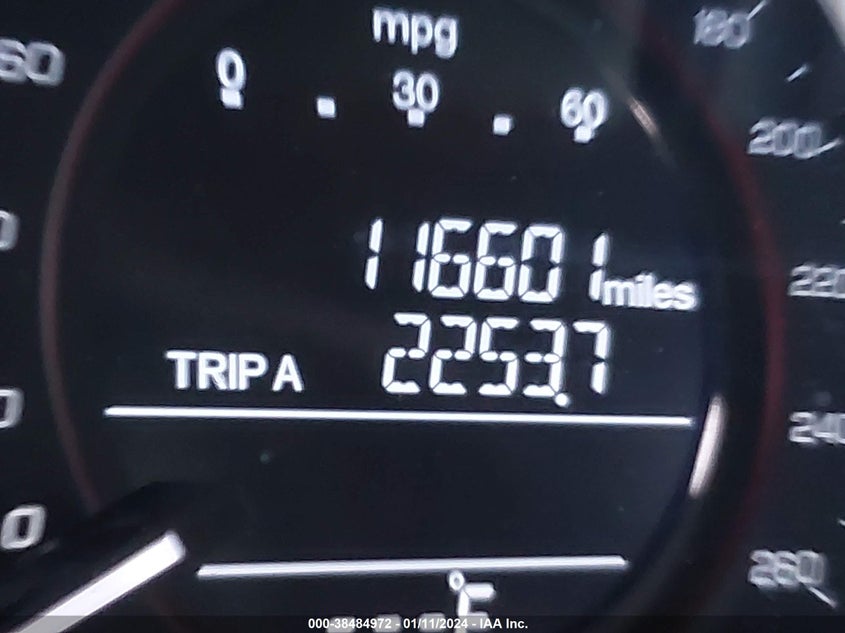 mpg
0 30 60
180
200
116601 miles
220
TRIP A 2253.7
240
260
°F
000-38484972 - 01/11/2024 - IAA Inc.